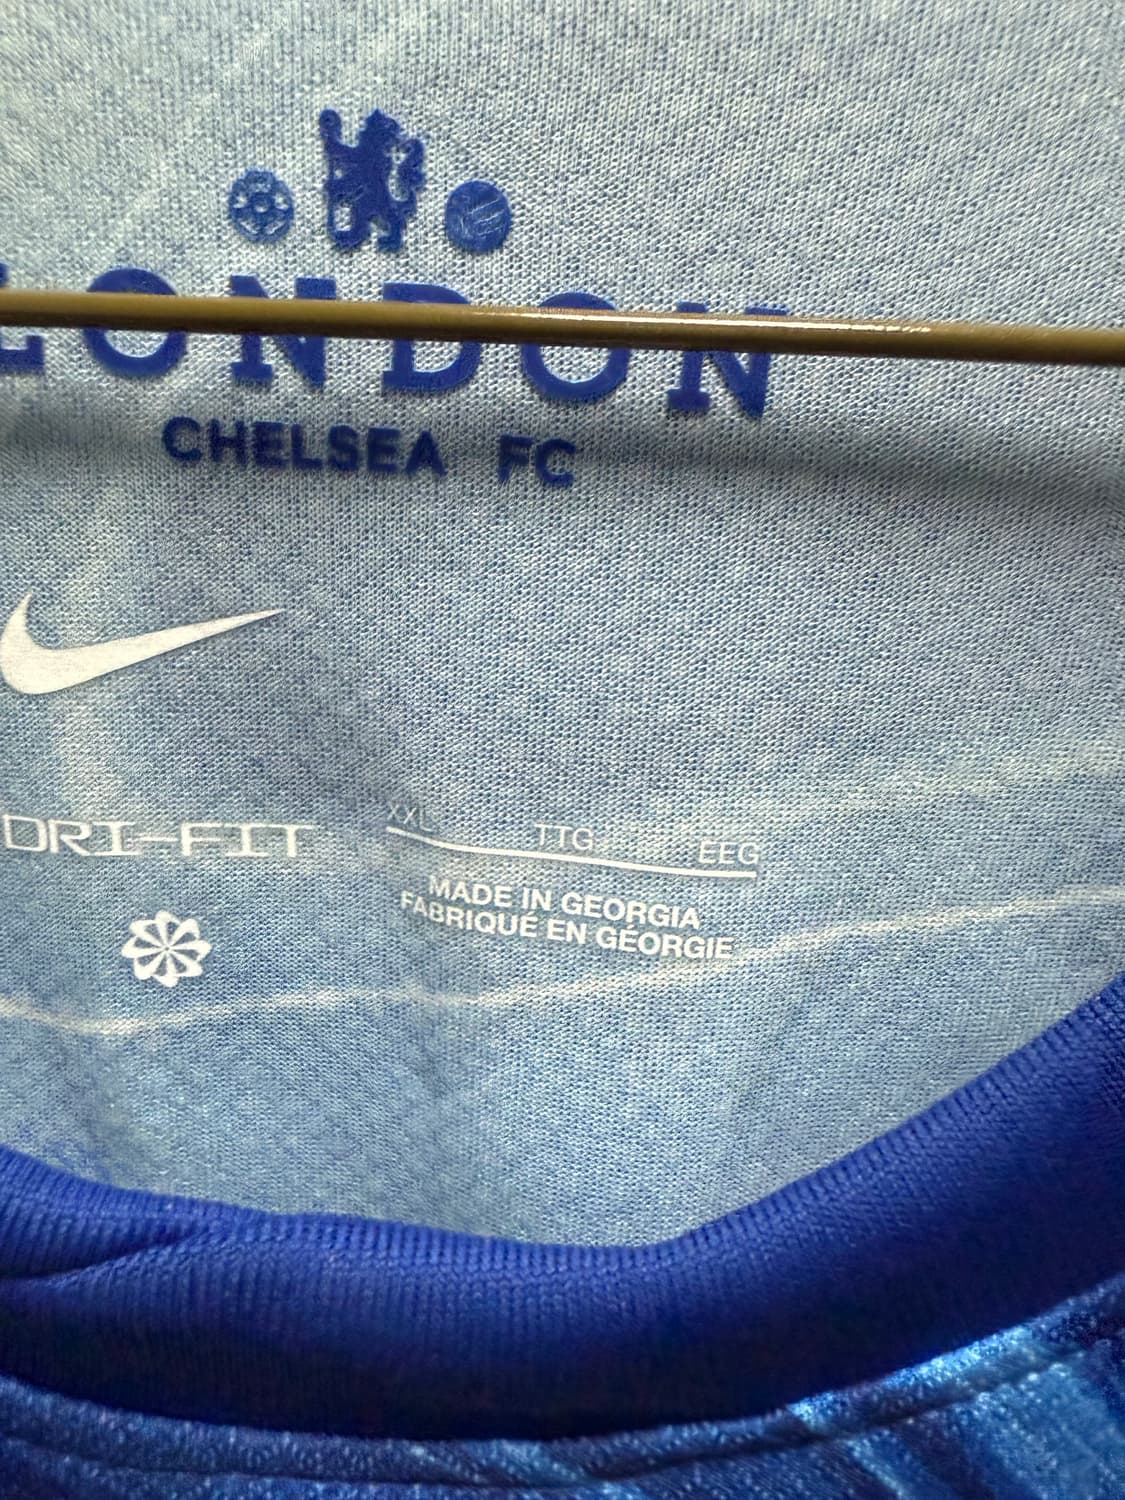 LONDON
CHELSEA FC
DRI-FIT
XXL TTG EEG
MADE IN GEORGIA
FABRIQUÉ EN GÉORGIE